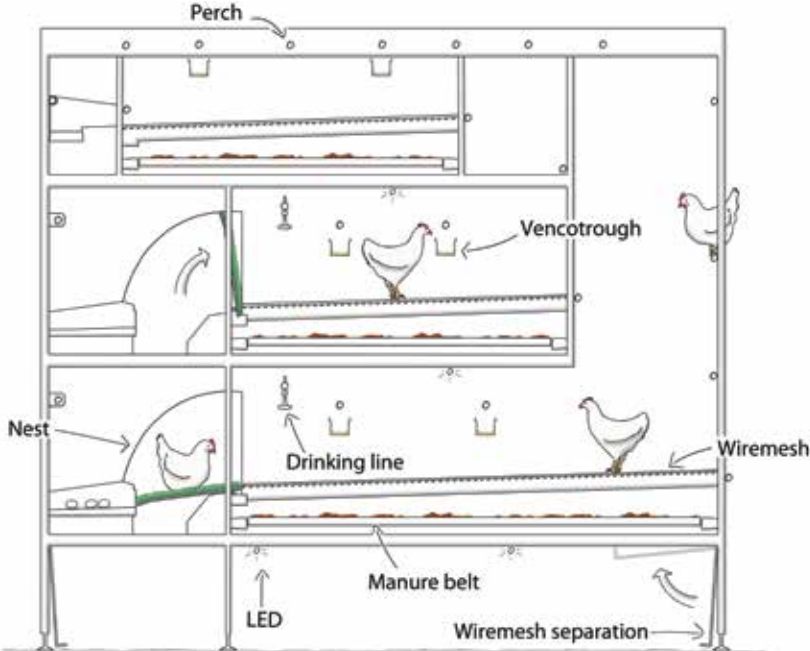 Perch
Vencotrough
Nest
Drinking line
Wiremesh
Manure belt
LED
Wiremesh separation